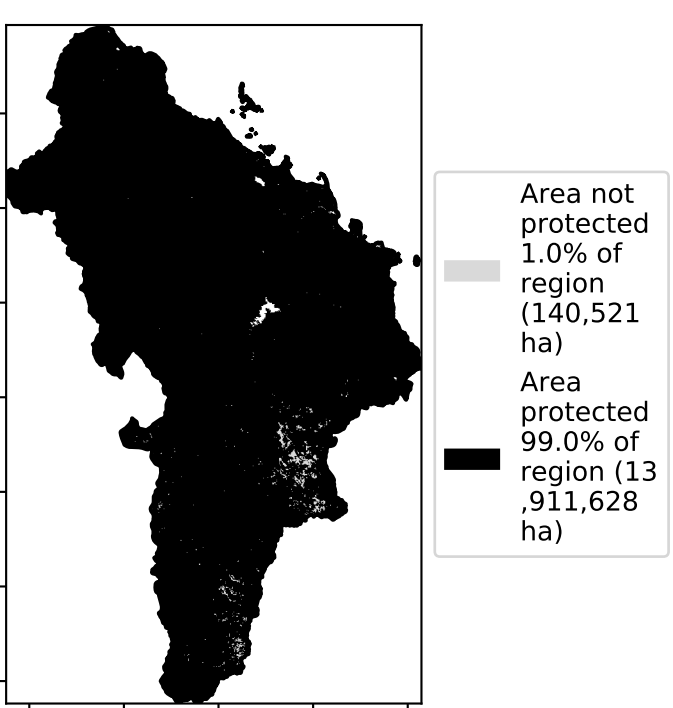 Area not
protected
1.0% of
region
(140,521
ha)
Area
protected
99.0% of
region (13
,911,628
ha)